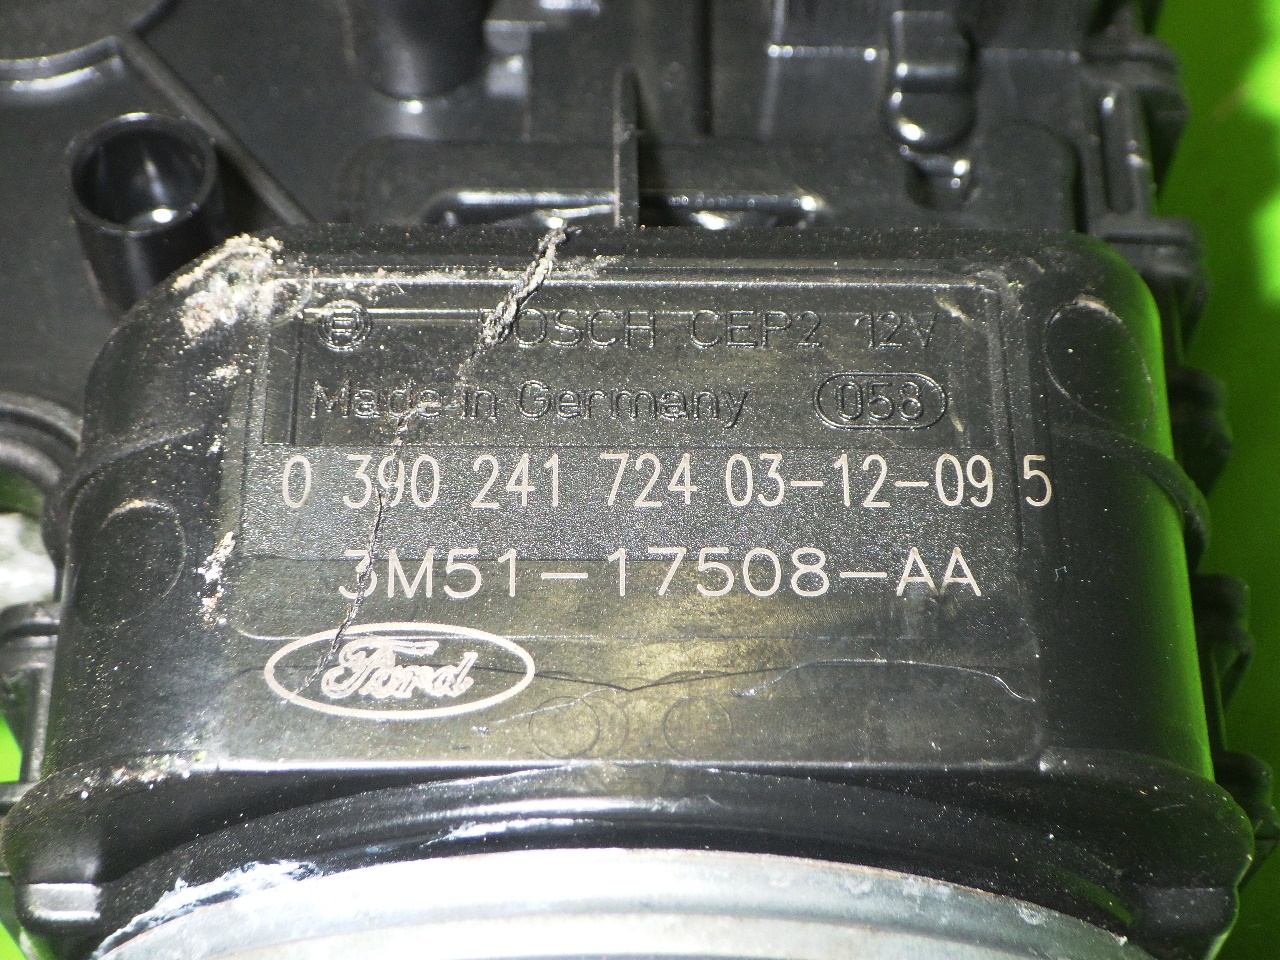 BOSCH CEP2 12V
Made in Germany 058
0 390 241 724 03-12-09 5
3M51-17508-AA
Ford